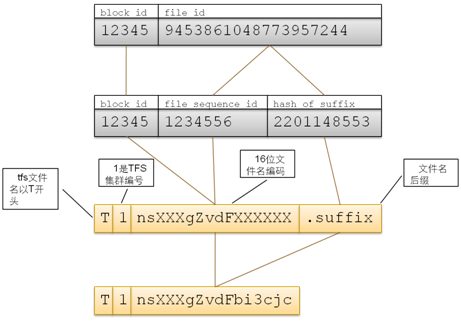 block id file id
12345 9453861048773957244
block id file sequence id hash of suffix
12345 1234556 2201148553
tfs文件名以T开头
1是TFS集群编号
16位文件名编码
文件名后缀
T 1 nsXXXgZvdFXXXXXX .suffix
T 1 nsXXXgZvdFbi3cjc